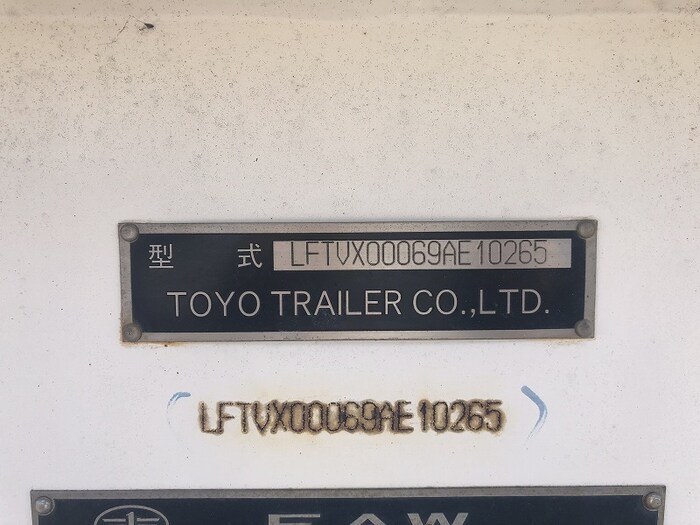 型 式 LFTVX00069AE10265
TOYO TRAILER CO.,LTD.
LFTVX00069AE10265